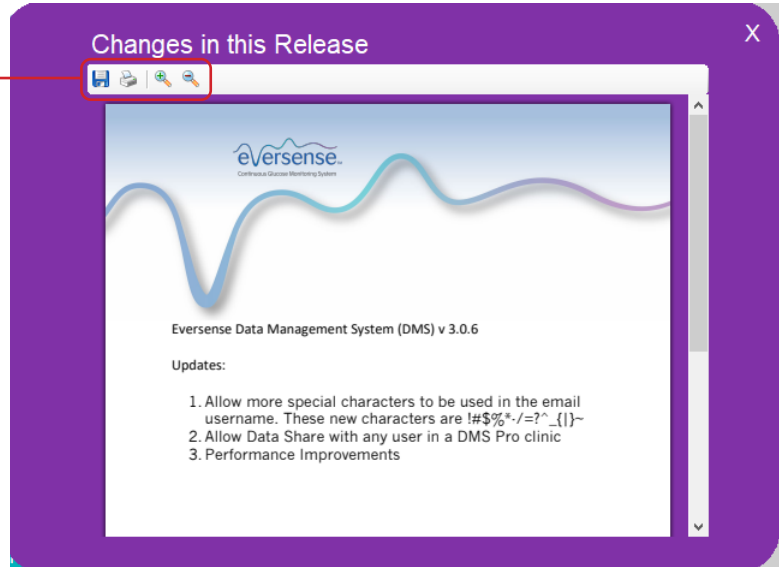 Changes in this Release
X
eversense™
Continuous Glucose Monitoring System
Eversense Data Management System (DMS) v 3.0.6
Updates:
1. Allow more special characters to be used in the email
username. These new characters are !#$%*·/=?^_{|}~
2. Allow Data Share with any user in a DMS Pro clinic
3. Performance Improvements